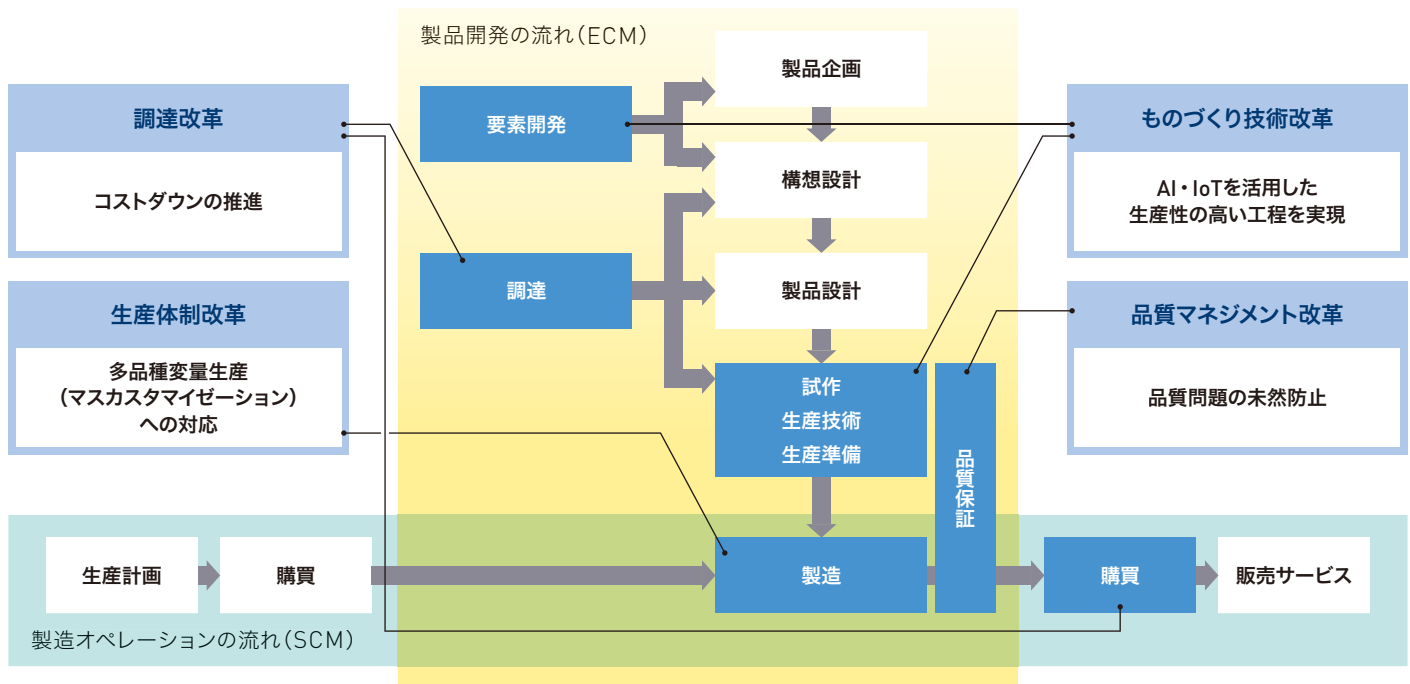 製品開発の流れ（ECM）
調達改革
コストダウンの推進
生産体制改革
多品種変量生産
（マスカスタマイゼーション）
への対応
要素開発
調達
製品企画
構想設計
製品設計
試作
生産技術
生産準備
品質保証
ものづくり技術改革
AI・IoTを活用した
生産性の高い工程を実現
品質マネジメント改革
品質問題の未然防止
生産計画
購買
製造
購買
販売サービス
製造オペレーションの流れ（SCM）